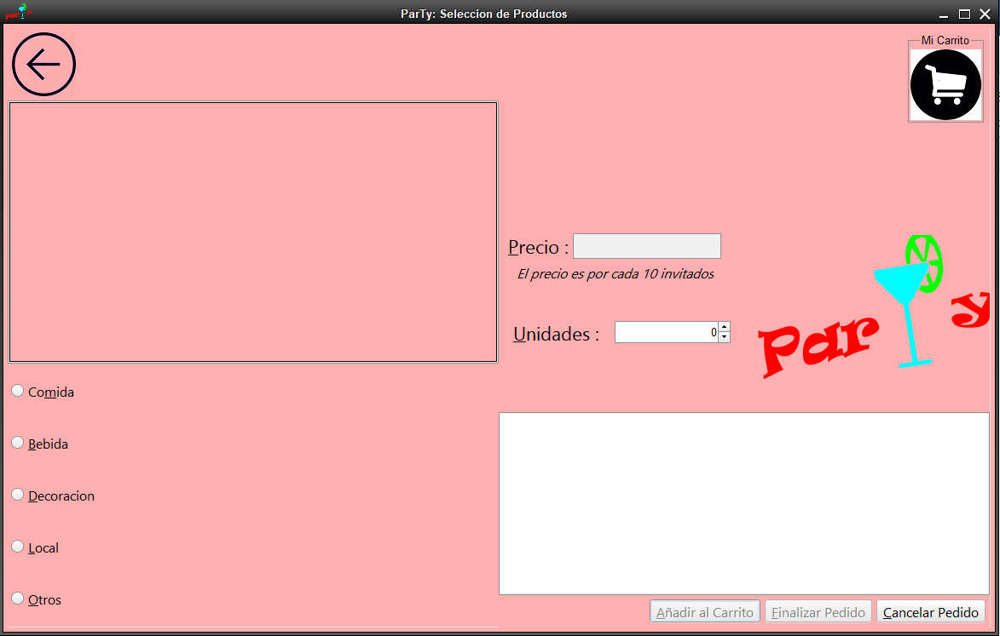 ParTy: Seleccion de Productos
Mi Carrito
Precio :
El precio es por cada 10 invitados
Unidades :
0
Par y
Comida
Bebida
Decoracion
Local
Otros
Añadir al Carrito
Finalizar Pedido
Cancelar Pedido